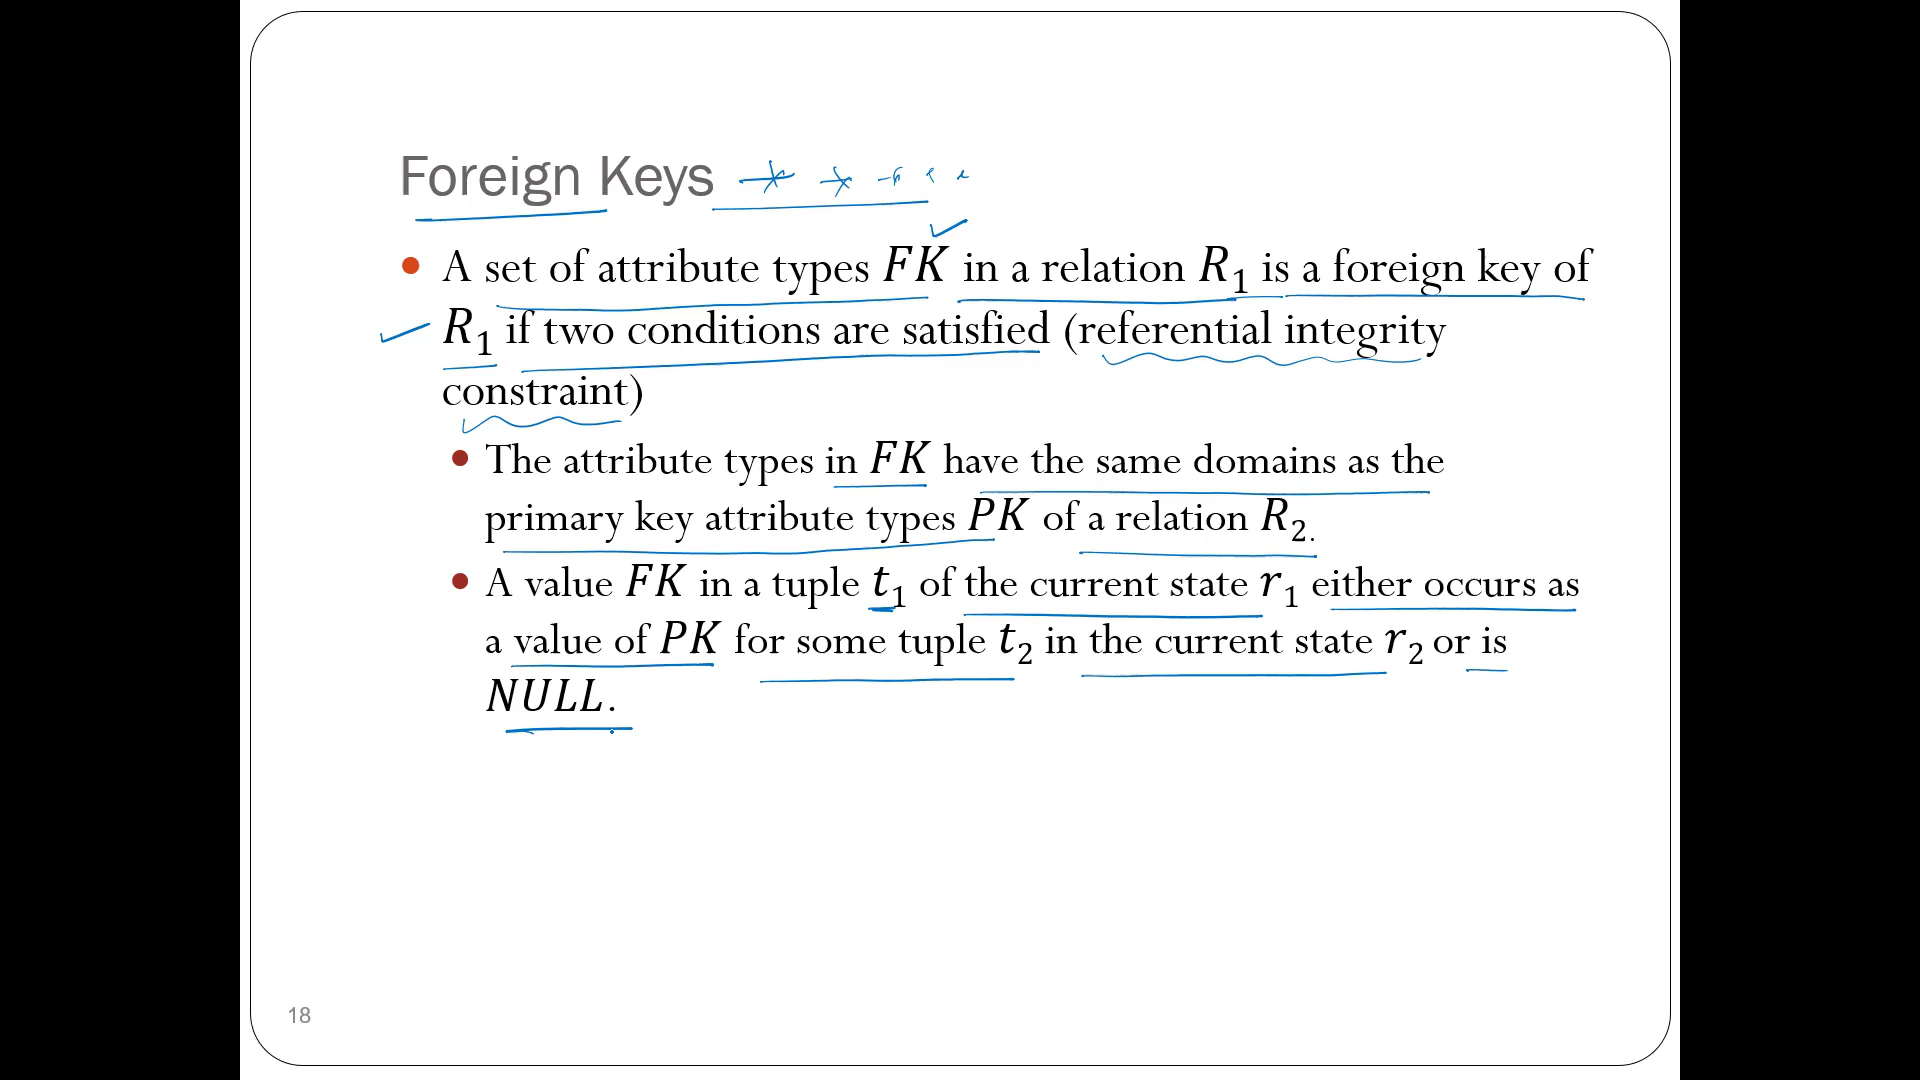 Foreign Keys
• A set of attribute types FK in a relation R₁ is a foreign key of
R₁ if two conditions are satisfied (referential integrity
constraint)
• The attribute types in FK have the same domains as the
primary key attribute types PK of a relation R₂.
• A value FK in a tuple t₁ of the current state r₁ either occurs as
a value of PK for some tuple t₂ in the current state r₂ or is
NULL.
18